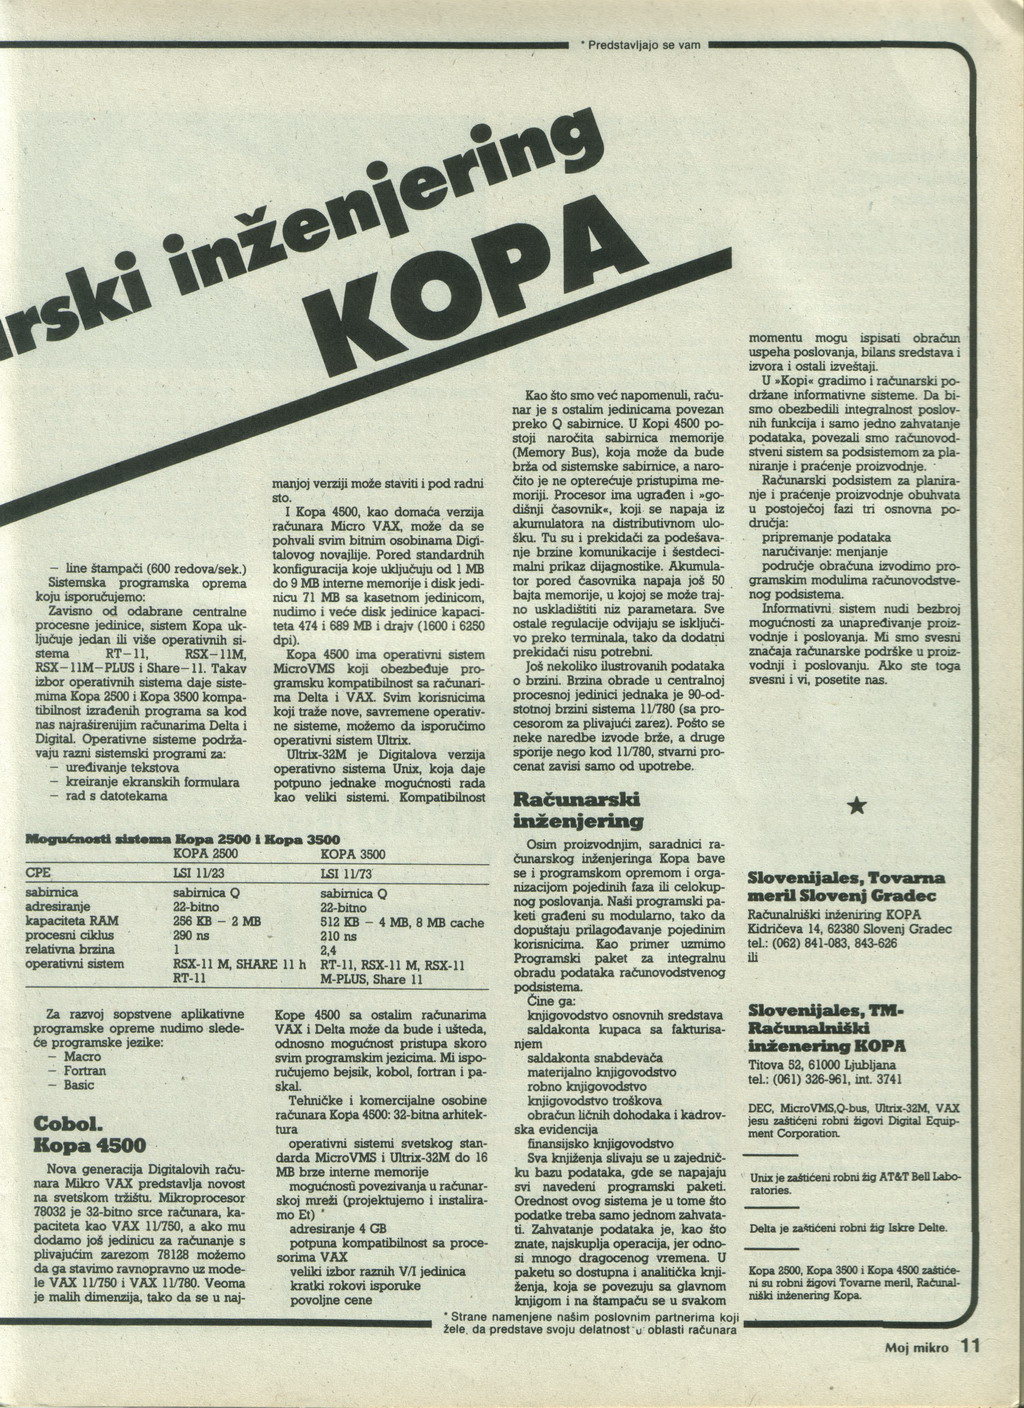 * Predstavljajo se vam
rski inženjering
KOPA
– line štampači (600 redova/sek.)
Sistemska programska oprema
koju isporučujemo:
Zavisno od odabrane centralne
procesne jedinice, sistem Kopa uk-
ljučuje jedan ili više operativnih si-
stema RT-11, RSX-11M,
RSX-11M-PLUS i Share-11. Takav
izbor operativnih sistema daje siste-
mima Kopa 2500 i Kopa 3500 kompa-
tibilnost izrađenih programa sa kod
nas najraširenijim računarima Delta i
Digital. Operativne sisteme podrža-
vaju razni sistemski programi za:
– uređivanje tekstova
– kreiranje ekranskih formulara
– rad s datotekama
manjoj verziji može staviti i pod radni
sto.
I Kopa 4500, kao domaća verzija
računara Micro VAX, može da se
pohvali svim bitnim osobinama Digi-
talovog novajlije. Pored standardnih
konfiguracija koje uključuju od 1 MB
do 9 MB interne memorije i disk jedi-
nicu 71 MB sa kasetnom jedinicom,
nudimo i veće disk jedinice kapaci-
teta 474 i 689 MB i drajv (1600 i 6250
dpi).
Kopa 4500 ima operativni sistem
MicroVMS koji obezbeđuje pro-
gramsku kompatibilnost sa računari-
ma Delta i VAX. Svim korisnicima
koji traže nove, savremene operativ-
ne sisteme, možemo da isporučimo
operativni sistem Ultrix.
Ultrix-32M je Digitalova verzija
operativno sistema Unix, koja daje
potpuno jednake mogućnosti rada
kao veliki sistemi. Kompatibilnost
Mogućnosti sistema Kopa 2500 i Kopa 3500
KOPA 2500 KOPA 3500
CPE LSI 11/23 LSI 11/73
sabirnica sabirnica Q sabirnica Q
adresiranje 22-bitno 22-bitno
kapaciteta RAM 256 KB – 2 MB 512 KB – 4 MB, 8 MB cache
procesni ciklus 290 ns 210 ns
relativna brzina 1 2,4
operativni sistem RSX-11 M, SHARE 11 h RT-11, RSX-11 M, RSX-11
RT-11 M-PLUS, Share 11
Za razvoj sopstvene aplikativne
programske opreme nudimo slede-
će programske jezike:
– Macro
– Fortran
– Basic
Cobol.
Kopa 4500
Nova generacija Digitalovih raču-
nara Mikro VAX predstavlja novost
na svetskom tržištu. Mikroprocesor
78032 je 32-bitno srce računara, ka-
paciteta kao VAX 11/750, a ako mu
dodamo još jedinicu za računanje s
plivajućim zarezom 78128 možemo
da ga stavimo ravnopravno uz mode-
le VAX 11/750 i VAX 11/780. Veoma
je malih dimenzija, tako da se u naj-
Kope 4500 sa ostalim računarima
VAX i Delta može da bude i ušteda,
odnosno mogućnost pristupa skoro
svim programskim jezicima. Mi ispo-
ručujemo bejsik, kobol, fortran i pa-
skal.
Tehničke i komercijalne osobine
računara Kopa 4500: 32-bitna arhitek-
tura
operativni sistemi svetskog stan-
darda MicroVMS i Ultrix-32M do 16
MB brze interne memorije
mogućnosti povezivanja u računar-
skoj mreži (projektujemo i instalira-
mo Et)
adresiranje 4 GB
potpuna kompatibilnost sa proce-
sorima VAX
veliki izbor raznih V/I jedinica
kratki rokovi isporuke
povoljne cene
Kao što smo već napomenuli, raču-
nar je s ostalim jedinicama povezan
preko Q sabirnice. U Kopi 4500 po-
stoji naročita sabirnica memorije
(Memory Bus), koja može da bude
brža od sistemske sabirnice, a naro-
čito je ne opterećuje pristupima me-
moriji. Procesor ima ugrađen i »go-
dišnji časovnik«, koji se napaja iz
akumulatora na distributivnom ulo-
šku. Tu su i prekidači za podešava-
nje brzine komunikacije i šestdeci-
malni prikaz dijagnostike. Akumula-
tor pored časovnika napaja još 50
bajta memorije, u kojoj se može traj-
no uskladištiti niz parametara. Sve
ostale regulacije odvijaju se isključi-
vo preko terminala, tako da dodatni
prekidači nisu potrebni.
Još nekoliko ilustrovanih podataka
o brzini. Brzina obrade u centralnoj
procesnoj jedinici jednaka je 90-od-
stotnoj brzini sistema 11/780 (sa pro-
cesorom za plivajući zarez). Pošto se
neke naredbe izvode brže, a druge
sporije nego kod 11/780, stvarni pro-
cenat zavisi samo od upotrebe.
Računarski
inženjering
Osim proizvodnjim, saradnici ra-
čunarskog inženjeringa Kopa bave
se i programskom opremom i orga-
nizacijom pojedinih faza ili celokup-
nog poslovanja. Naši programski pa-
keti građeni su modularno, tako da
dopuštaju prilagođavanje pojedinim
korisnicima. Kao primer uzmimo
Programski paket za integralnu
obradu podataka računovodstvenog
podsistema.
Čine ga:
knjigovodstvo osnovnih sredstava
saldakonta kupaca sa fakturisa-
njem
saldakonta snabdevača
materijalno knjigovodstvo
robno knjigovodstvo
knjigovodstvo troškova
obračun ličnih dohodaka i kadrov-
ska evidencija
finansijsko knjigovodstvo
Sva knjiženja slivaju se u zajednič-
ku bazu podataka, gde se napajaju
svi navedeni programski paketi.
Orednost ovog sistema je u tome što
podatke treba samo jednom zahvata-
ti. Zahvatanje podataka je, kao što
znate, najskuplja operacija, jer odno-
si mnogo dragocenog vremena. U
paketu so dostupna i analitička knji-
ženja, koja se povezuju sa glavnom
knjigom i na štampaču se u svakom
momentu mogu ispisati obračun
uspeha poslovanja, bilans sredstava i
izvora i ostali izveštaji.
U »Kopi« gradimo i računarski po-
držane informativne sisteme. Da bi-
smo obezbedili integralnost poslov-
nih funkcija i samo jedno zahvatanje
podataka, povezali smo računovod-
stveni sistem sa podsistemom za pla-
niranje i praćenje proizvodnje.
Računarski podsistem za planira-
nje i praćenje proizvodnje obuhvata
u postojećoj fazi tri osnovna po-
dručja:
pripremanje podataka
naručivanje: menjanje
područje obračuna izvodimo pro-
gramskim modulima računovodstve-
nog podsistema.
Informativni sistem nudi bezbroj
mogućnosti za unapređivanje proiz-
vodnje i poslovanja. Mi smo svesni
značaja računarske podrške u proiz-
vodnji i poslovanju. Ako ste toga
svesni i vi, posetite nas.
Slovenijales, Tovarna
meril Slovenj Gradec
Računalniški inženiring KOPA
Kidričeva 14, 62380 Slovenj Gradec
tel.: (062) 841-083, 843-626
ili
Slovenijales, TM-
Računalniški
inženering KOPA
Titova 52, 61000 Ljubljana
tel.: (061) 326-961, int. 3741
DEC, MicroVMS,Q-bus, Ultrix-32M, VAX
jesu zaštićeni robni žigovi Digital Equip-
ment Corporation.
Unix je zaštićeni robni žig AT&T Bell Labo-
ratories.
Delta je zaštićeni robni žig Iskre Delte.
Kopa 2500, Kopa 3500 i Kopa 4500 zaštiće-
ni su robni žigovi Tovarne meril, Računal-
niški inženering Kopa.
* Strane namenjene našim poslovnim partnerima koji
žele, da predstave svoju delatnost u oblasti računara
Moj mikro 11